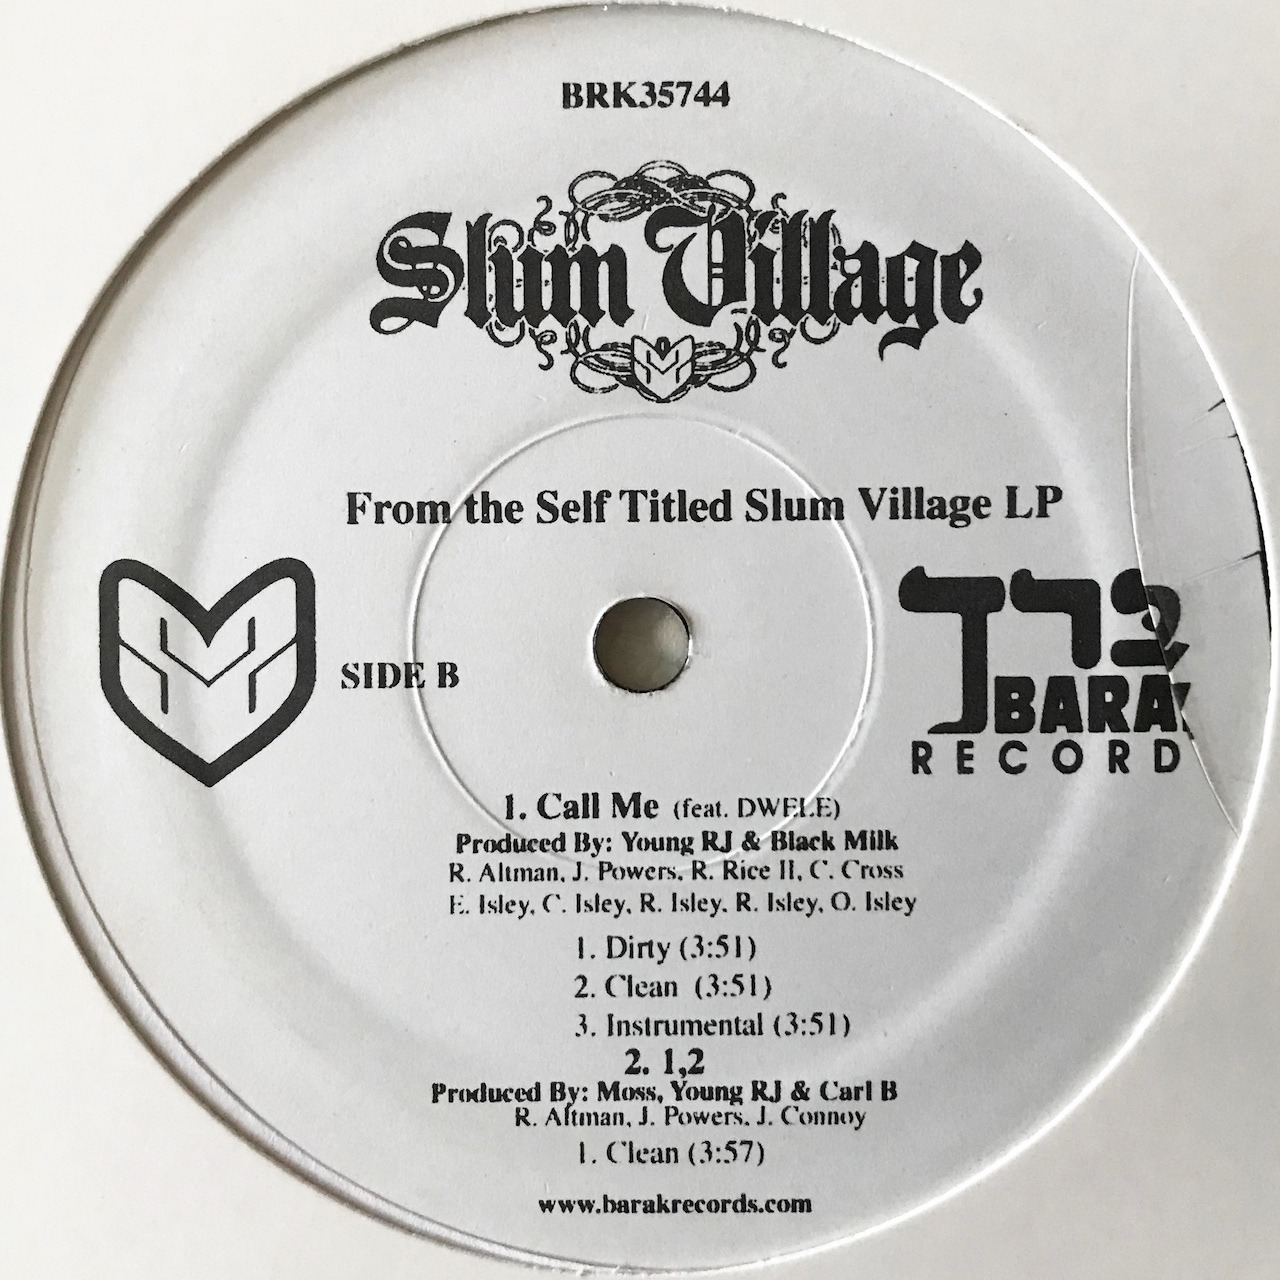 BRK35744
Slum Village
From the Self Titled Slum Village LP
SIDE B
ברק
BARAK
RECORD
1. Call Me (feat. DWELE)
Produced By: Young RJ & Black Milk
R. Altman, J. Powers, R. Rice II, C. Cross
E. Isley, C. Isley, R. Isley, R. Isley, O. Isley
1. Dirty (3:51)
2. Clean (3:51)
3. Instrumental (3:51)
2. 1,2
Produced By: Moss, Young RJ & Carl B
R. Altman, J. Powers, J. Connoy
1. Clean (3:57)
www.barakrecords.com